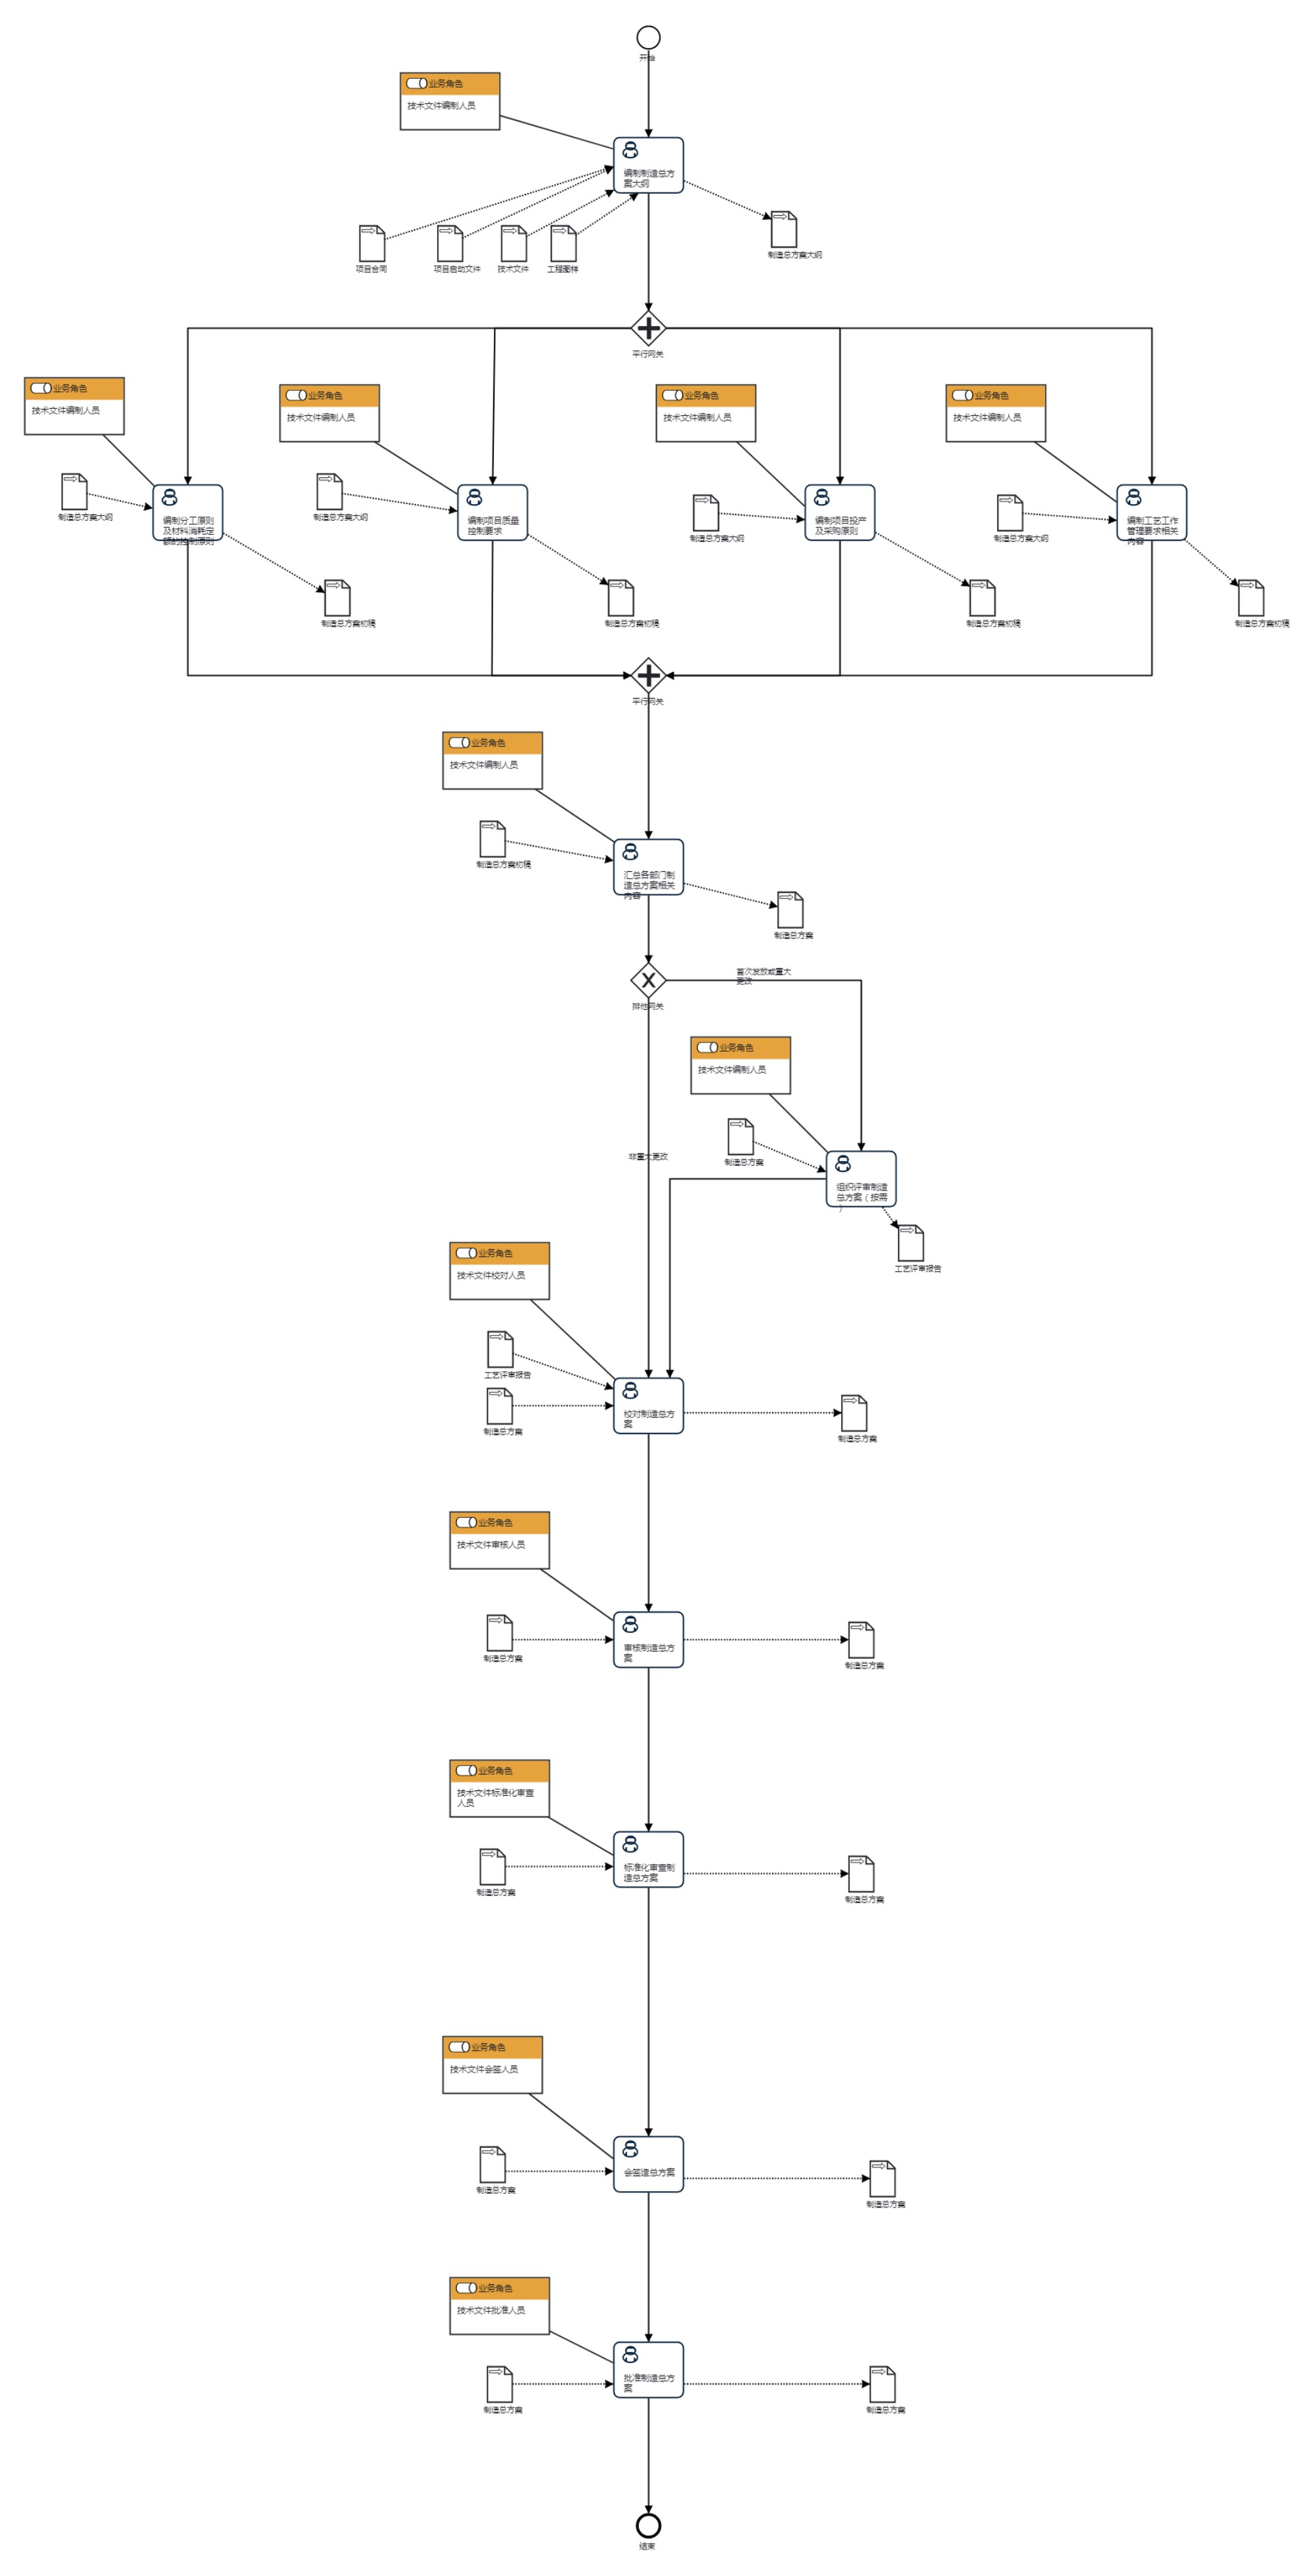 开始
业务角色
技术文件编制人员
编制制造总方
案大纲
项目合同
项目启动文件
技术文件
工程图样
制造总方案大纲
平行网关
业务角色
技术文件编制人员
业务角色
技术文件编制人员
业务角色
技术文件编制人员
业务角色
技术文件编制人员
制造总方案大纲
编制分工原则
及材料消耗定
额的控制原则
制造总方案初稿
制造总方案大纲
编制项目质量
控制要求
制造总方案初稿
制造总方案大纲
编制项目投产
及采购原则
制造总方案初稿
制造总方案大纲
编制工艺工作
管理要求相关
内容
制造总方案初稿
平行网关
业务角色
技术文件编制人员
制造总方案初稿
汇总各部门制
造总方案相关
内容
制造总方案
首次发放或重大
更改
排他网关
业务角色
技术文件编制人员
非重大更改
制造总方案
组织评审制造
总方案（按需
）
工艺评审报告
业务角色
技术文件校对人员
工艺评审报告
制造总方案
校对制造总方
案
制造总方案
业务角色
技术文件审核人员
制造总方案
审核制造总方
案
制造总方案
业务角色
技术文件标准化审查
人员
制造总方案
标准化审查制
造总方案
制造总方案
业务角色
技术文件会签人员
制造总方案
会签造总方案
制造总方案
业务角色
技术文件批准人员
制造总方案
批准制造总方
案
制造总方案
结束